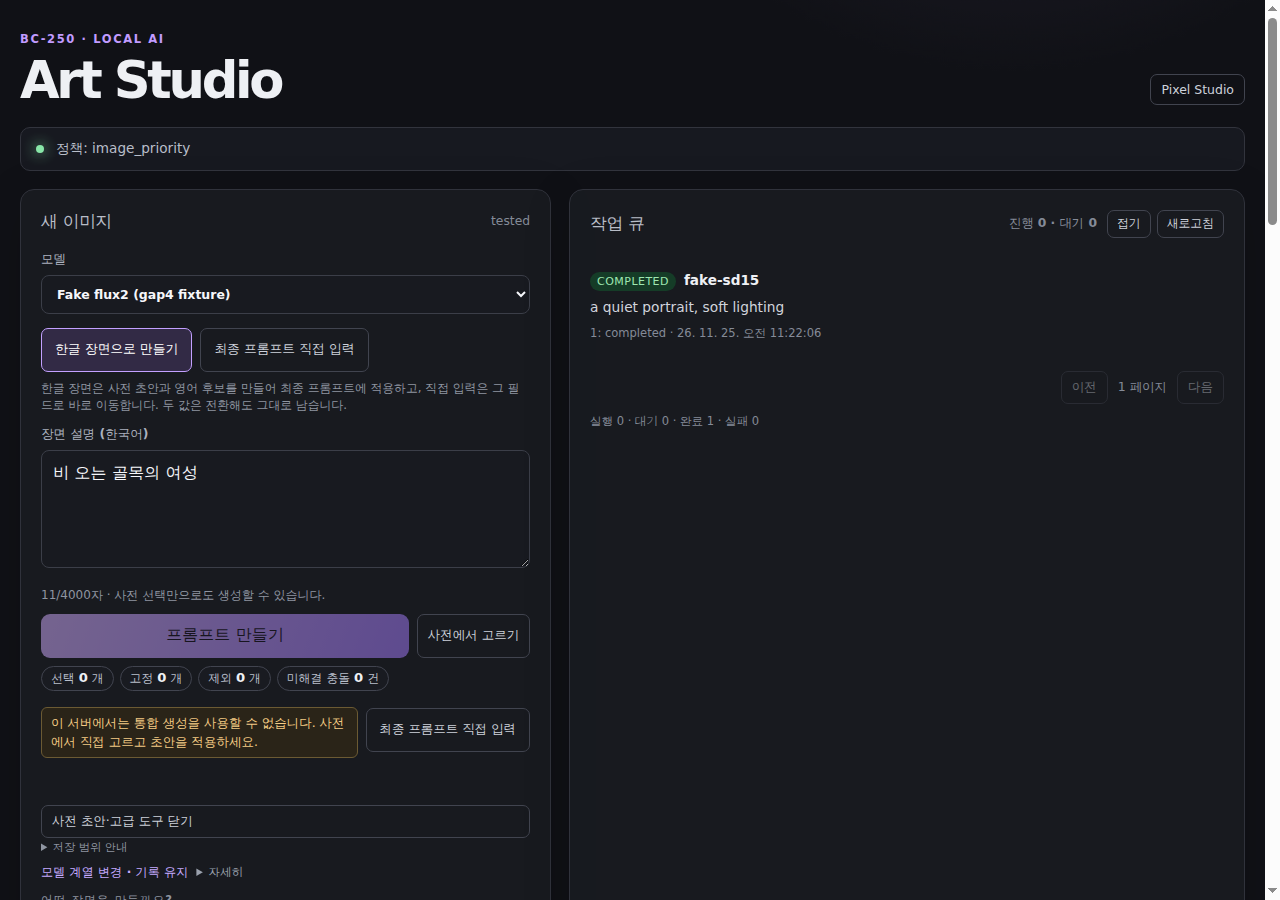 BC-250 · LOCAL AI
Art Studio
Pixel Studio
정책: image_priority
새 이미지
tested
모델
Fake flux2 (gap4 fixture)
한글 장면으로 만들기
최종 프롬프트 직접 입력
한글 장면은 사전 초안과 영어 후보를 만들어 최종 프롬프트에 적용하고, 직접 입력은 그 필
드로 바로 이동합니다. 두 값은 전환해도 그대로 남습니다.
장면 설명 (한국어)
비 오는 골목의 여성
11/4000자 · 사전 선택만으로도 생성할 수 있습니다.
프롬프트 만들기
사전에서 고르기
선택 0 개
고정 0 개
제외 0 개
미해결 충돌 0 건
이 서버에서는 통합 생성을 사용할 수 없습니다. 사전
에서 직접 고르고 초안을 적용하세요.
최종 프롬프트 직접 입력
사전 초안·고급 도구 닫기
▶ 저장 범위 안내
모델 계열 변경 · 기록 유지 ▶ 자세히
작업 큐
진행 0 · 대기 0
접기
새로고침
COMPLETED fake-sd15
a quiet portrait, soft lighting
1: completed · 26. 11. 25. 오전 11:22:06
이전
1 페이지
다음
실행 0 · 대기 0 · 완료 1 · 실패 0